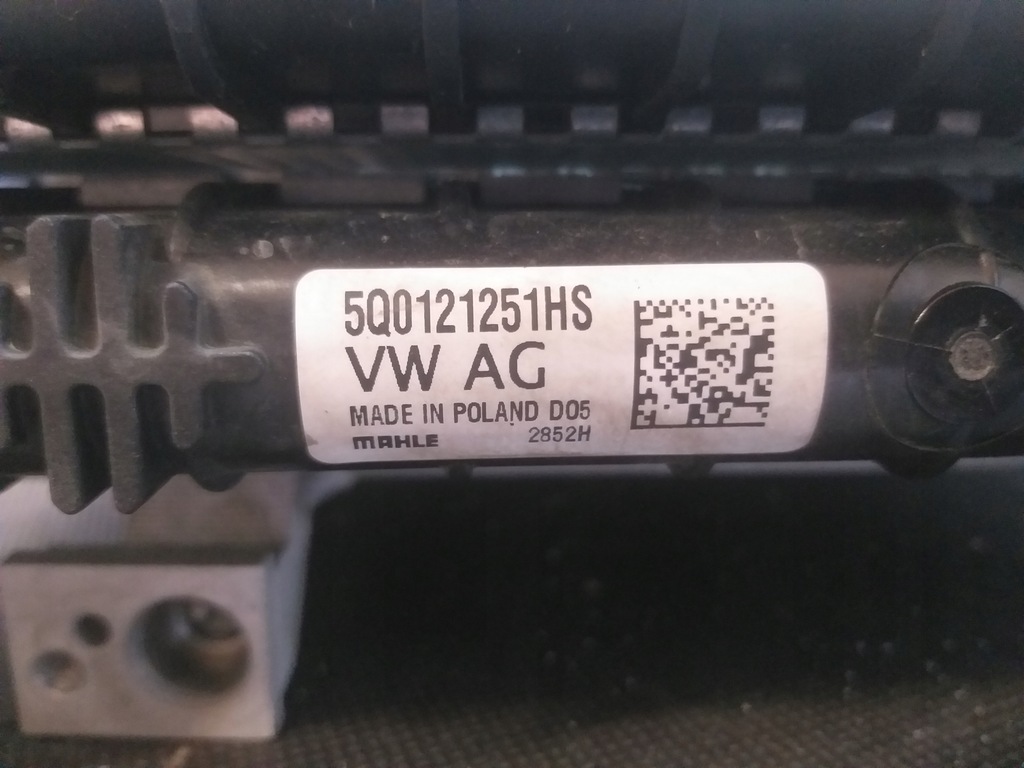 5Q0121251HS
VW AG
MADE IN POLAND D05
MAHLE 2852H